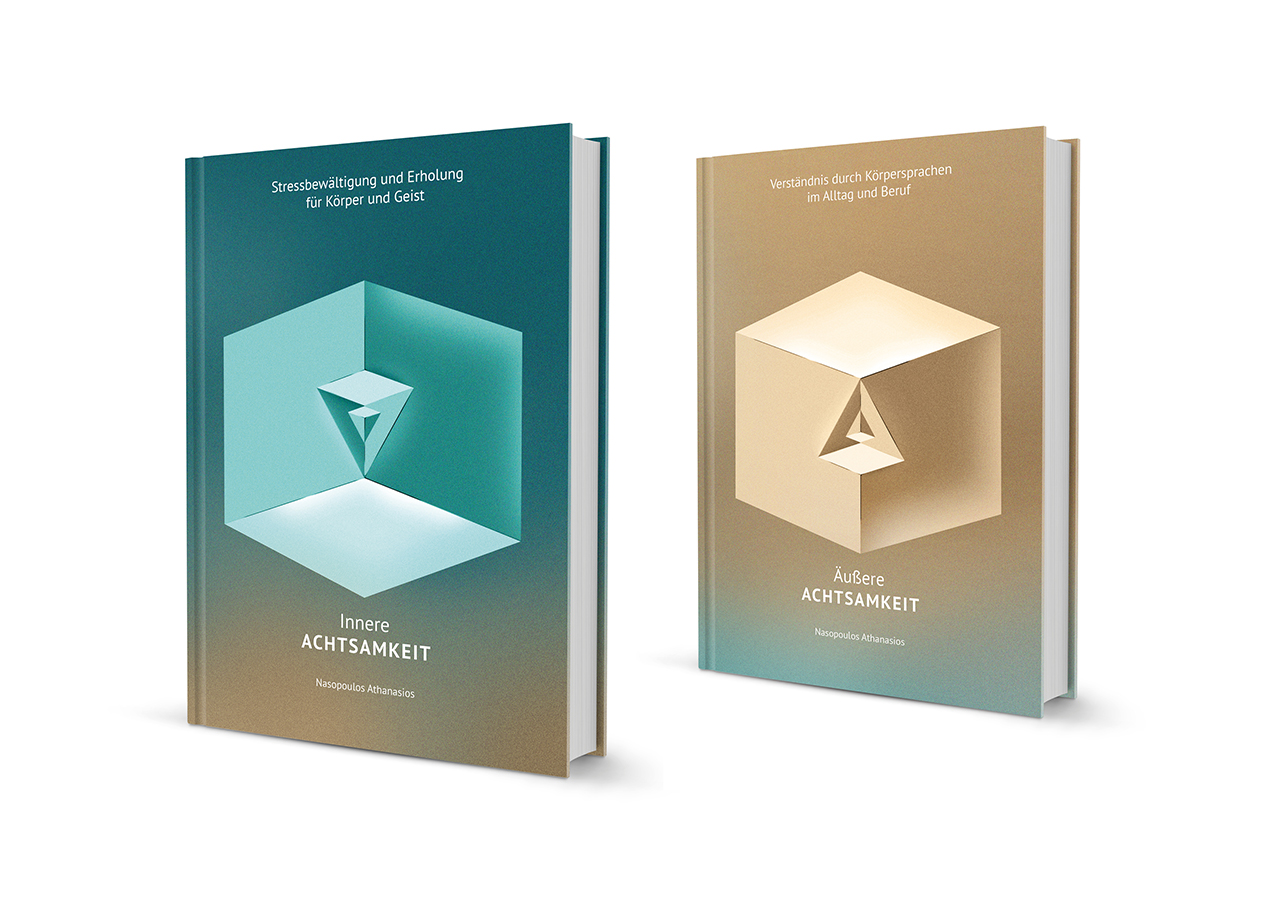 Stressbewältigung und Erholung
für Körper und Geist
Innere
ACHTSAMKEIT
Nasopoulos Athanasios
Verständnis durch Körpersprachen
im Alltag und Beruf
Äußere
ACHTSAMKEIT
Nasopoulos Athanasios